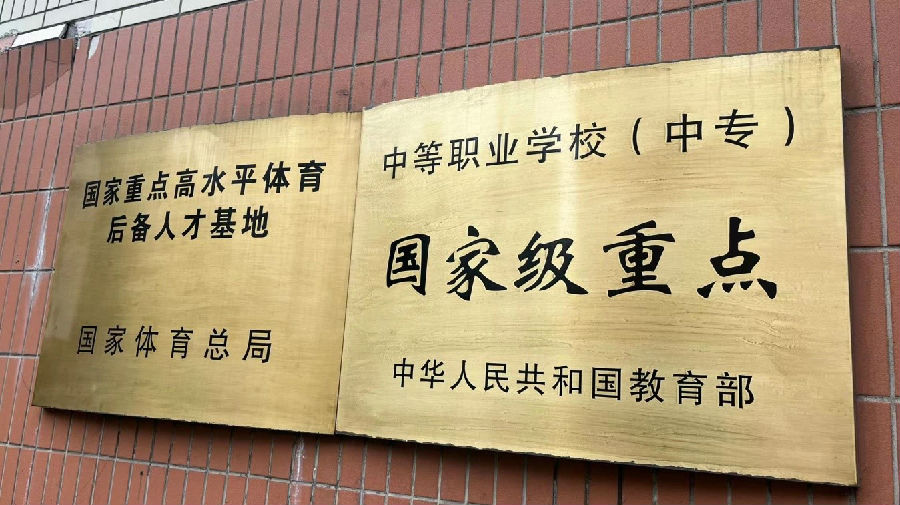 国家重点高水平体育
后备人才基地
国家体育总局
中等职业学校（中专）
国家级重点
中华人民共和国教育部